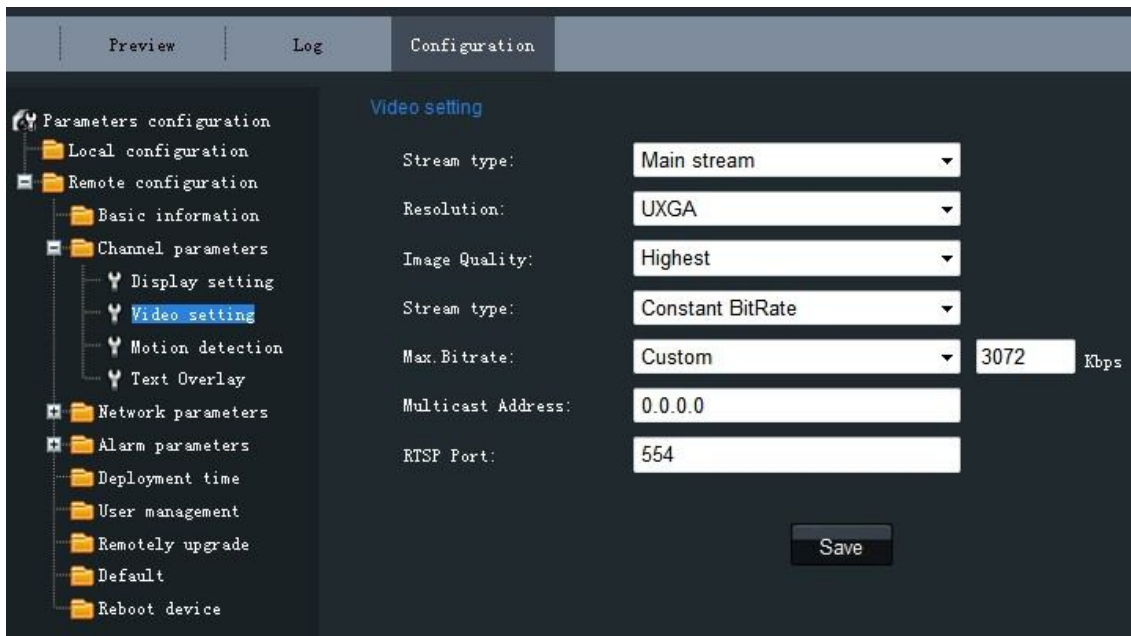 Preview Log Configuration
Parameters configuration
Local configuration
Remote configuration
Basic information
Channel parameters
Display setting
Video setting
Motion detection
Text Overlay
Network parameters
Alarm parameters
Deployment time
User management
Remotely upgrade
Default
Reboot device
Video setting
Stream type: Main stream
Resolution: UXGA
Image Quality: Highest
Stream type: Constant BitRate
Max.Bitrate: Custom 3072 Kbps
Multicast Address: 0.0.0.0
RTSP Port: 554
Save